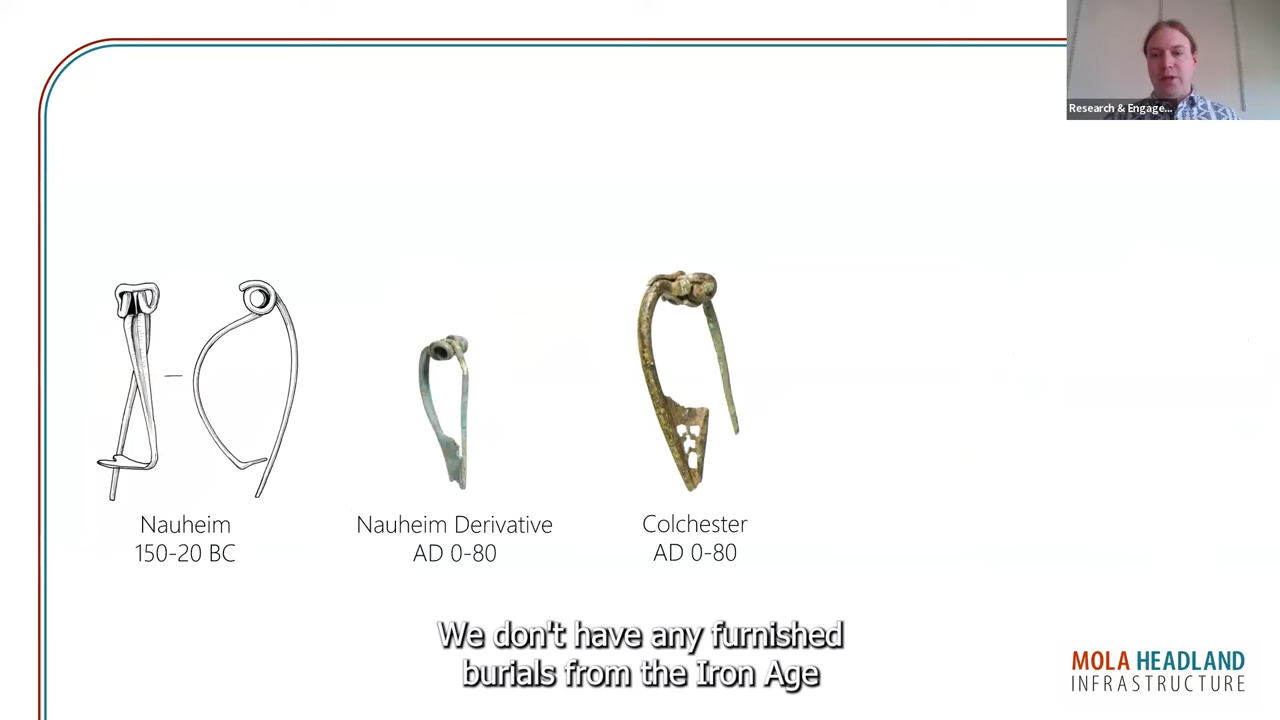 Research & Engage...
Nauheim
150-20 BC
Nauheim Derivative
AD 0-80
Colchester
AD 0-80
We don't have any furnished
burials from the Iron Age
MOLA HEADLAND
INFRASTRUCTURE